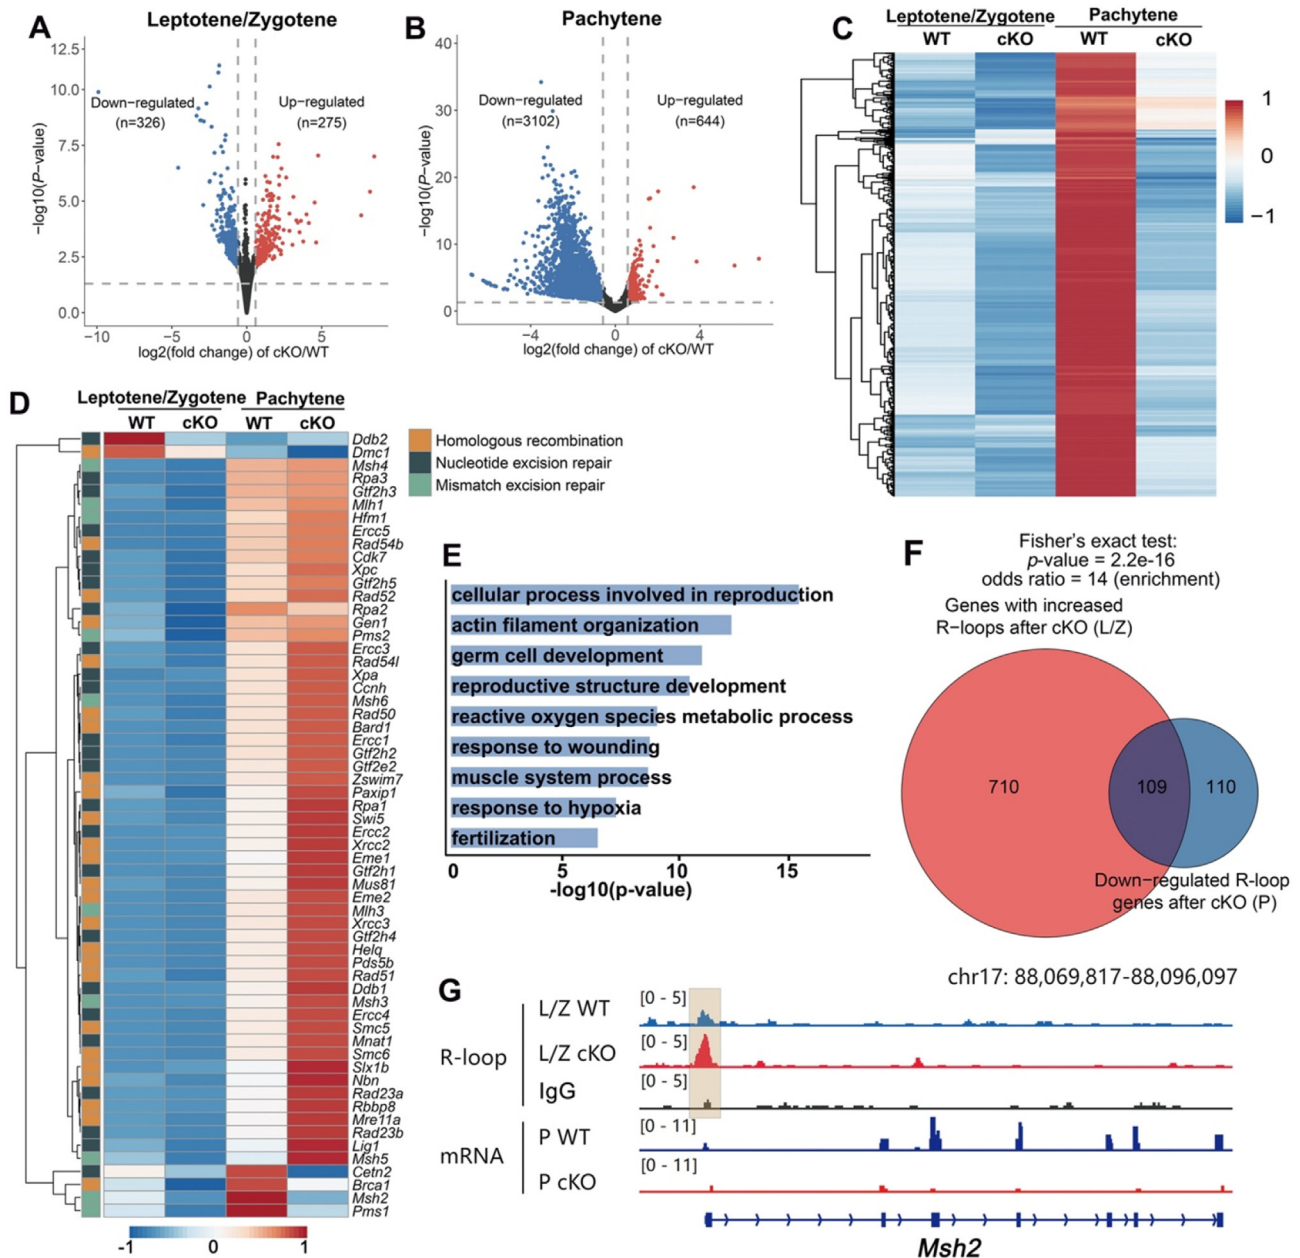 A
Leptotene/Zygotene
12.5
10.0
7.5
5.0
2.5
0.0
−log10(P−value)
Down−regulated
(n=326)
Up−regulated
(n=275)
−10
−5
0
5
log2(fold change) of cKO/WT
B
Pachytene
40
30
20
10
0
−log10(P−value)
Down−regulated
(n=3102)
Up−regulated
(n=644)
−4
0
4
log2(fold change) of cKO/WT
C
Leptotene/Zygotene Pachytene
WT cKO WT cKO
1
0
−1
D
Leptotene/Zygotene Pachytene
WT cKO WT cKO
Ddb2
Dmc1
Msh4
Rpa3
Gtf2h3
Mlh1
Hfm1
Ercc5
Rad54b
Cdk7
Xpc
Gtf2h5
Rad52
Rpa2
Gen1
Pms2
Ercc3
Rad54l
Xpa
Ccnh
Msh6
Rad50
Bard1
Ercc1
Gtf2h2
Gtf2e2
Zswim7
Paxip1
Rpa1
Swi5
Ercc2
Xrcc2
Eme1
Gtf2h1
Mus81
Eme2
Mlh3
Xrcc3
Gtf2h4
Helq
Pds5b
Rad51
Ddb1
Msh3
Ercc4
Smc5
Mnat1
Smc6
Slx1b
Nbn
Rad23a
Rbbp8
Mre11a
Rad23b
Lig1
Msh5
Cetn2
Brca1
Msh2
Pms1
-1 0 1
Homologous recombination
Nucleotide excision repair
Mismatch excision repair
E
cellular process involved in reproduction
actin filament organization
germ cell development
reproductive structure development
reactive oxygen species metabolic process
response to wounding
muscle system process
response to hypoxia
fertilization
0 5 10 15
-log10(p-value)
F
Fisher's exact test:
p-value = 2.2e-16
odds ratio = 14 (enrichment)
Genes with increased
R−loops after cKO (L/Z)
710
109
110
Down−regulated R-loop
genes after cKO (P)
G
chr17: 88,069,817-88,096,097
R-loop
L/Z WT
[0 - 5]
L/Z cKO
[0 - 5]
IgG
[0 - 5]
mRNA
P WT
[0 - 11]
P cKO
[0 - 11]
Msh2